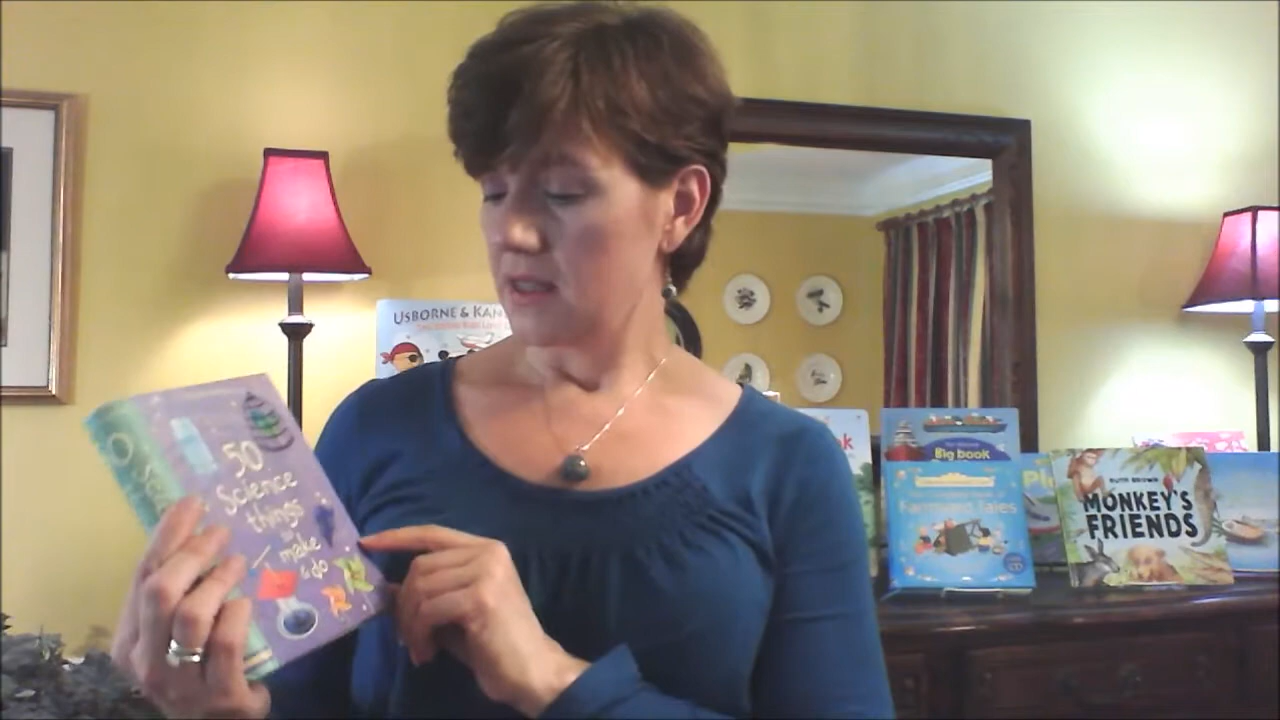 USBORNE & KAN
50
Science
things
to
make
& do
Big book
Farmyard Tales
RUTH BROWN
MONKEY'S
FRIENDS